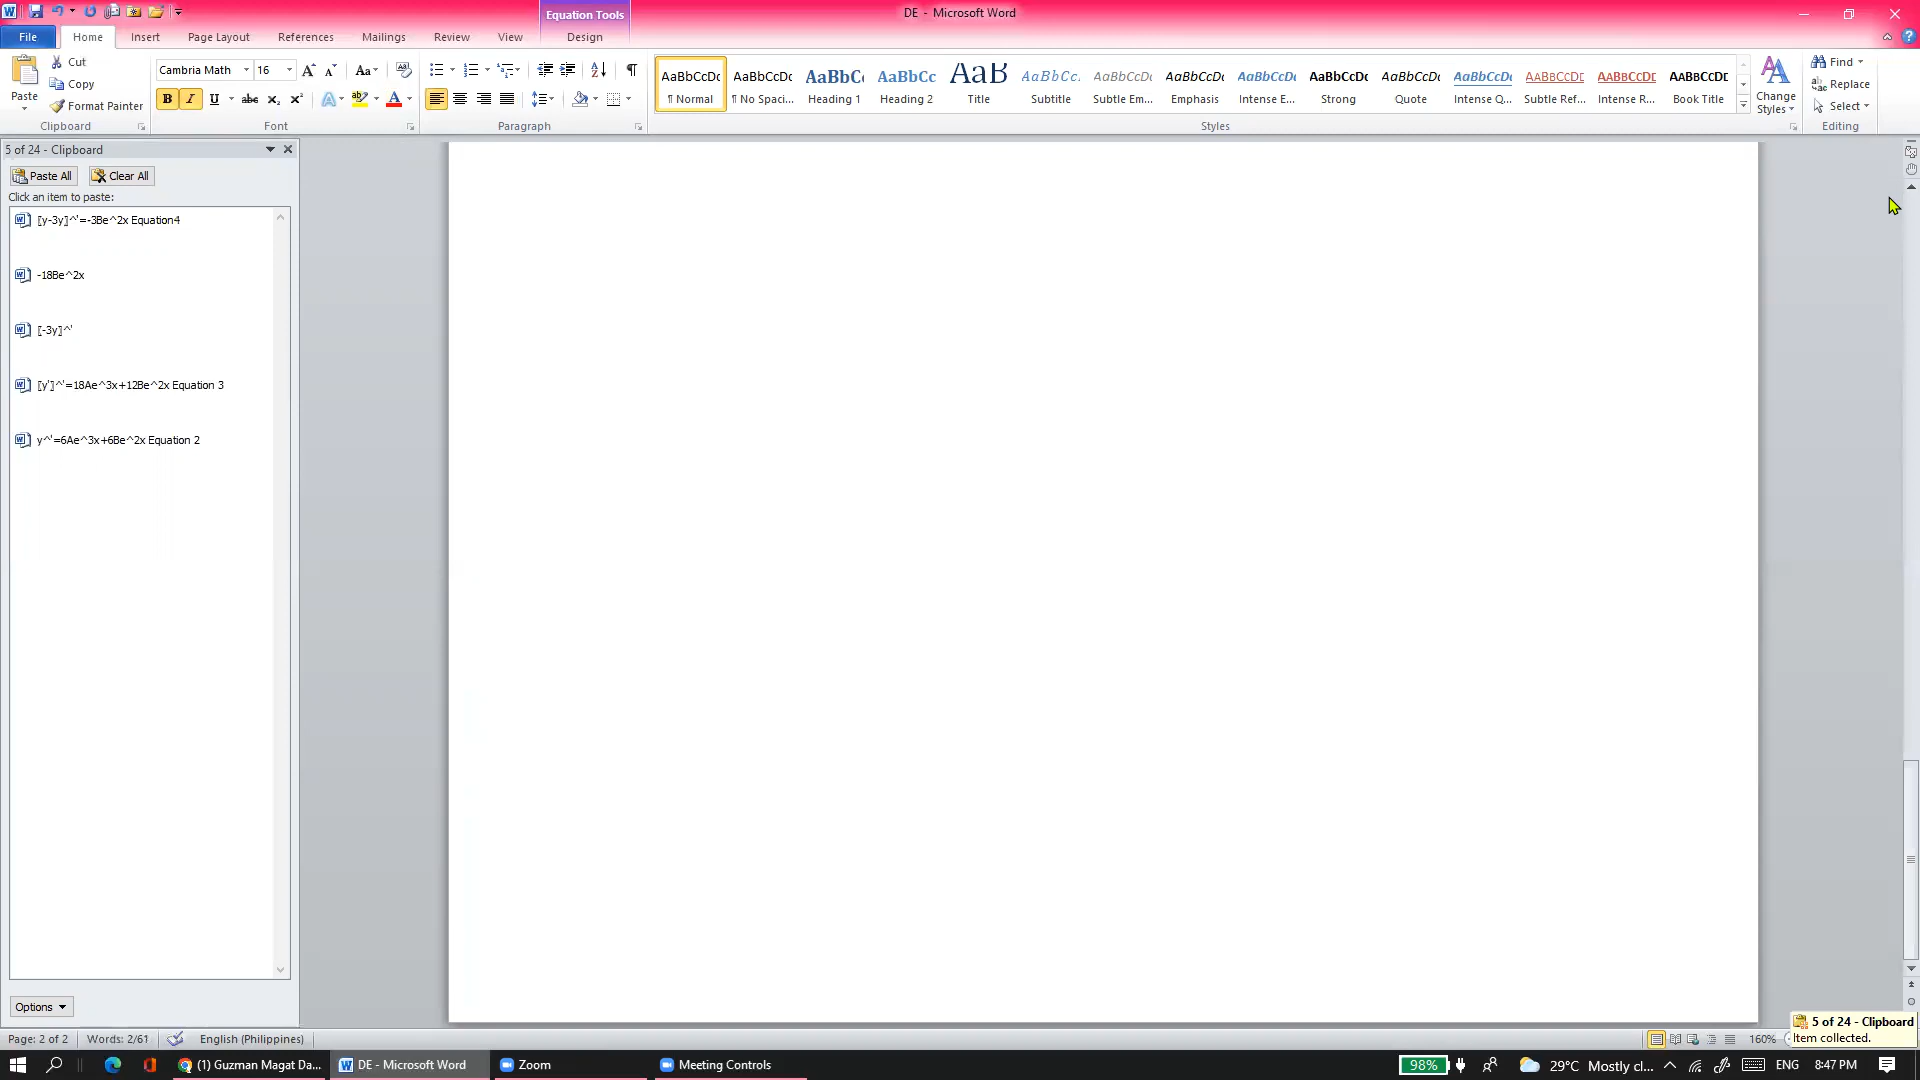 Equation Tools
DE - Microsoft Word
File Home Insert Page Layout References Mailings Review View Design
Paste
Cut
Copy
Format Painter
Clipboard
Cambria Math 16
Font
Paragraph
AaBbCcDc AaBbCcDc AaBbC AaBbCc AaB AaBbCc. AaBbCcDc AaBbCcDc AaBbCcDc AaBbCcDc AaBbCcDc AaBbCcDc AABBCCDC AABBCCDC AABBCCDC
¶ Normal ¶ No Spaci... Heading 1 Heading 2 Title Subtitle Subtle Em... Emphasis Intense E... Strong Quote Intense Q... Subtle Ref... Intense R... Book Title
Styles
Change Styles
Find
Replace
Select
Editing
5 of 24 - Clipboard
Paste All Clear All
Click an item to paste:
〖y-3y〗^'=-3Be^2x Equation4
-18Be^2x
〖-3y〗^'
〖y'〗^'=18Ae^3x+12Be^2x Equation 3
y^'=6Ae^3x+6Be^2x Equation 2
Options
5 of 24 - Clipboard
Item collected.
Page: 2 of 2 Words: 2/61 English (Philippines) 160%
(1) Guzman Magat Da... DE - Microsoft Word Zoom Meeting Controls 98% 29°C Mostly cl... ENG 8:47 PM